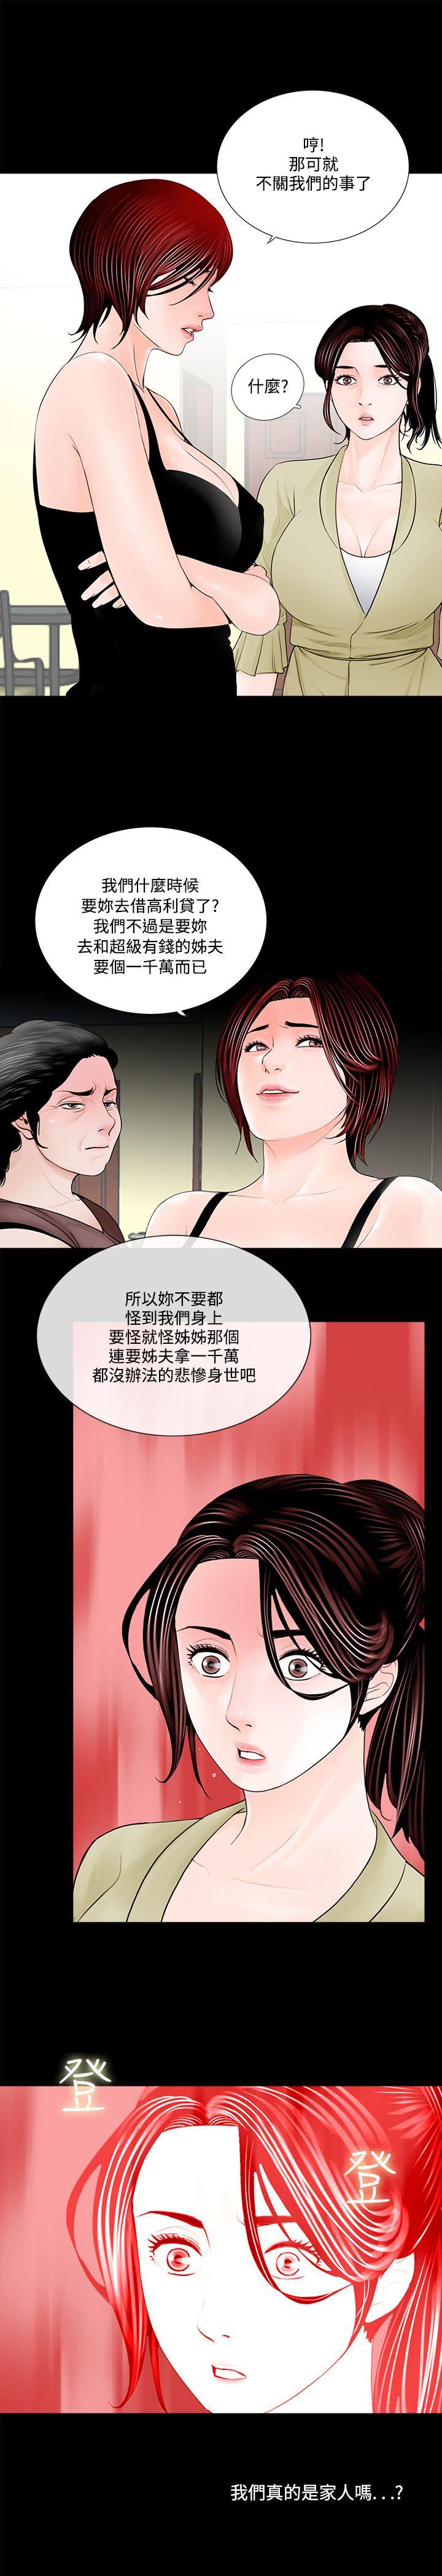 哼!
那可就
不關我們的事了
什麼?
我們什麼時候
要妳去借高利貸了?
我們不過是要妳
去和超級有錢的姊夫
要個一千萬而已
所以妳不要都
怪到我們身上
要怪就怪姊姊那個
連要姊夫拿一千萬
都沒辦法的悲慘身世吧
登
登
我們真的是家人嗼...?